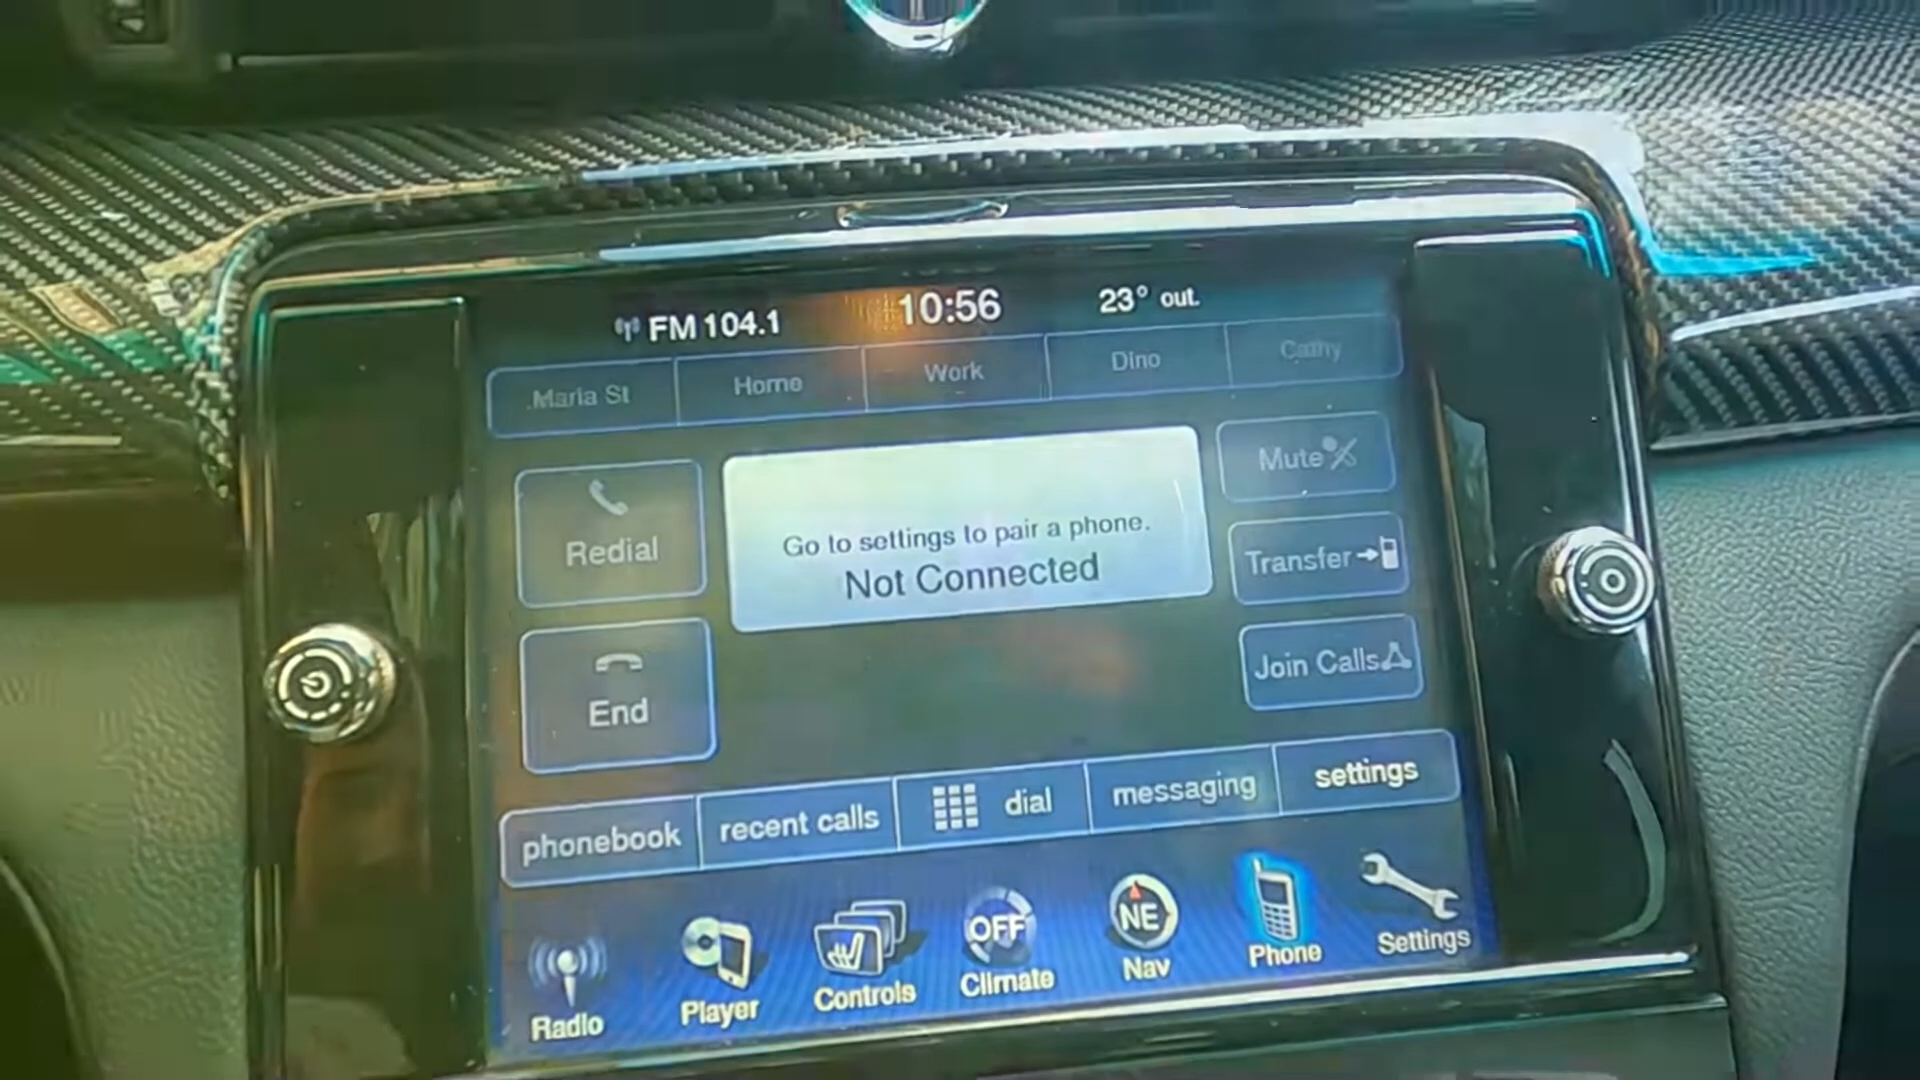 FM 104.1 10:56 23° out.
Maria St Home Work Dino Cathy
Redial
Go to settings to pair a phone.
Not Connected
Mute
Transfer
Join Calls
End
phonebook recent calls dial messaging settings
OFF NE
Radio Player Controls Climate Nav Phone Settings